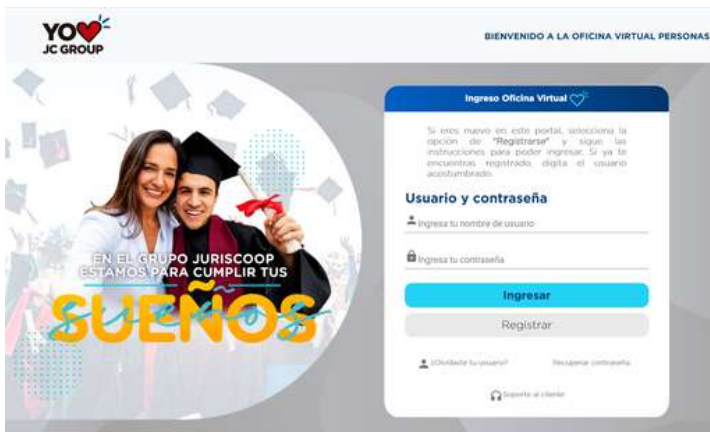 YO
JC GROUP
BIENVENIDO A LA OFICINA VIRTUAL PERSONAS
Ingreso Oficina Virtual
Si eres nuevo en este portal, selecciona la
opción de "Registrarse" y sigue las
instrucciones para poder ingresar. Si ya te
encuentras registrado, digita el usuario
acostumbrado.
Usuario y contraseña
Ingresa tu nombre de usuario
Ingresa tu contraseña
Ingresar
Registrar
¿Olvidaste tu usuario? Recuperar contraseña
Soporte al cliente
EN EL GRUPO JURISCOOP
ESTAMOS PARA CUMPLIR TUS
SUEÑOS
sueños